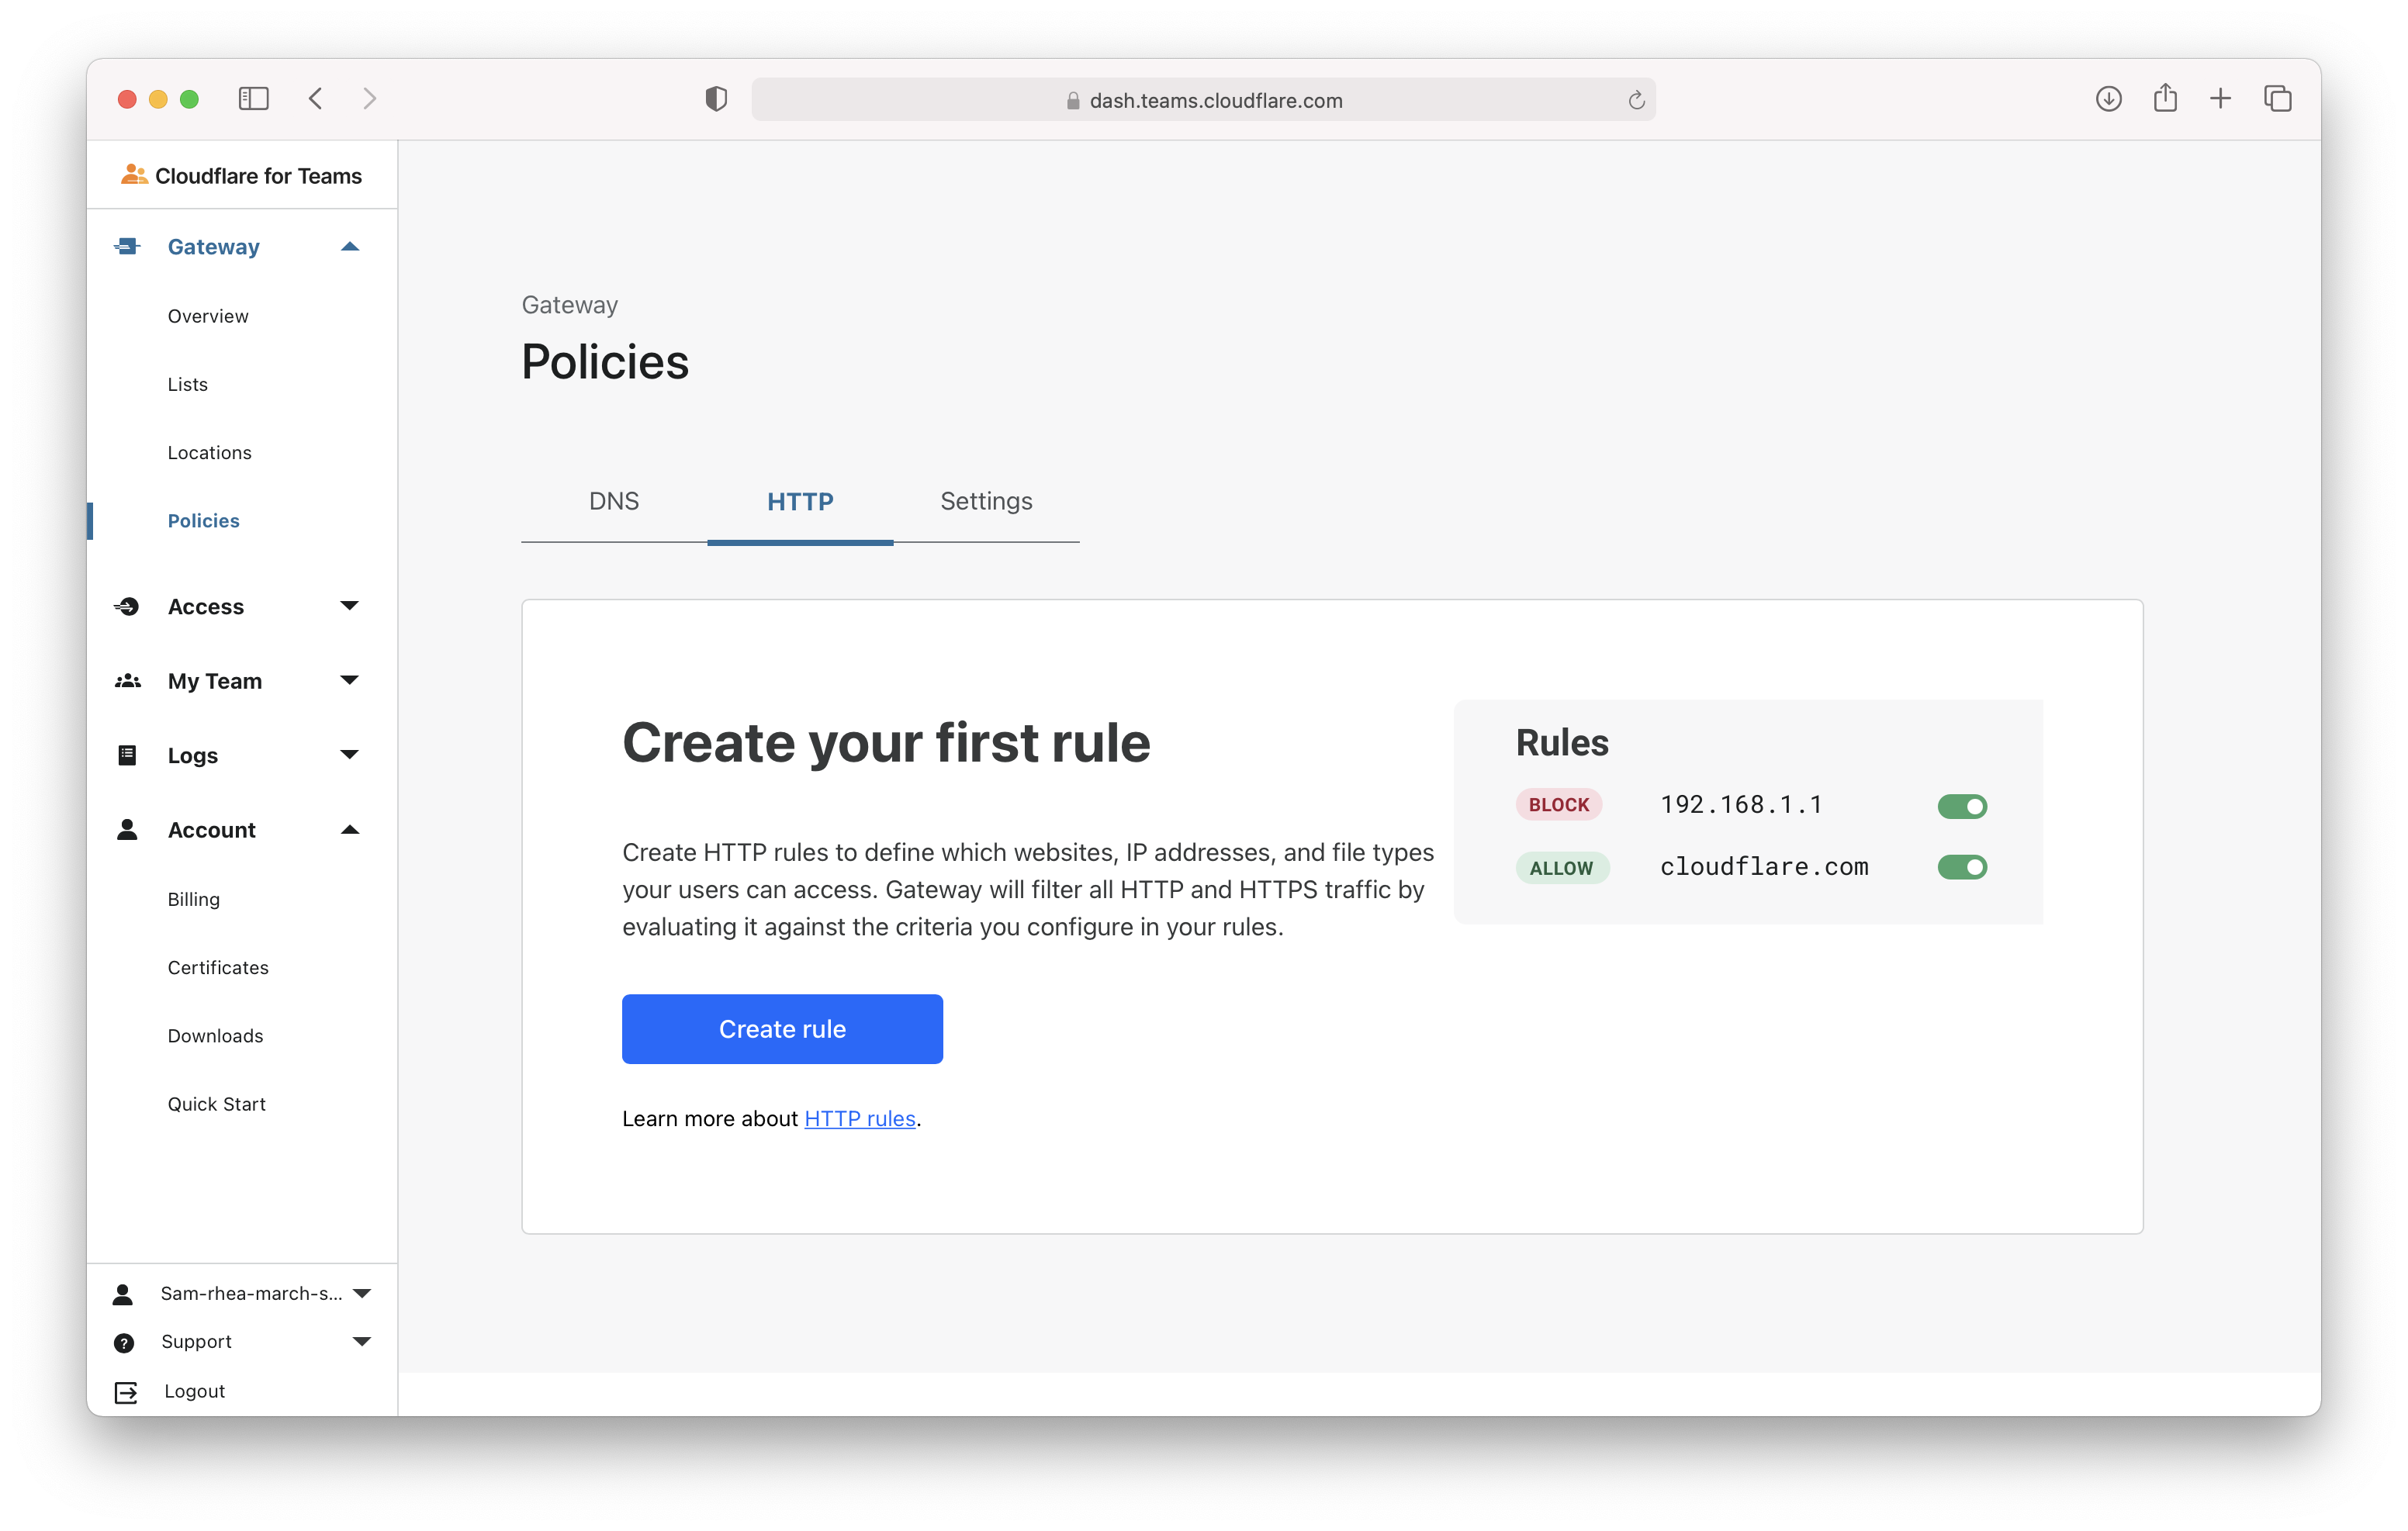 dash.teams.cloudflare.com
Cloudflare for Teams
Gateway
Overview
Lists
Locations
Policies
Access
My Team
Logs
Account
Billing
Certificates
Downloads
Quick Start
Sam-rhea-march-s...
Support
Logout
Gateway
Policies
DNS HTTP Settings
Create your first rule
Create HTTP rules to define which websites, IP addresses, and file types
your users can access. Gateway will filter all HTTP and HTTPS traffic by
evaluating it against the criteria you configure in your rules.
Create rule
Learn more about HTTP rules.
Rules
BLOCK 192.168.1.1
ALLOW cloudflare.com